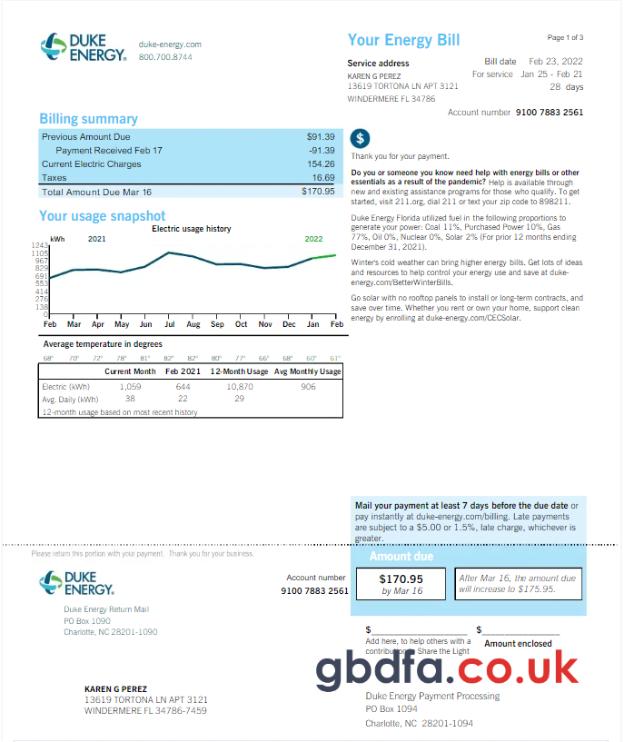 DUKE ENERGY®
duke-energy.com
800.700.8744
Your Energy Bill
Page 1 of 3
Service address
KAREN G PEREZ
13619 TORTONA LN APT 3121
WINDERMERE FL 34786
Bill date Feb 23, 2022
For service Jan 25 - Feb 21
28 days
Account number 9100 7883 2561
Billing summary
Previous Amount Due $91.39
Payment Received Feb 17 -91.39
Current Electric Charges 154.26
Taxes 16.69
Total Amount Due Mar 16 $170.95
$
Thank you for your payment.
Do you or someone you know need help with energy bills or other
essentials as a result of the pandemic? Help is available through
new and existing assistance programs for those who qualify. To get
started, visit 211.org, dial 211 or text your zip code to 898211.
Duke Energy Florida utilized fuel in the following proportions to
generate your power: Coal 11%, Purchased Power 10%, Gas
77%, Oil 0%, Nuclear 0%, Solar 2% (For prior 12 months ending
December 31, 2021).
Winter's cold weather can bring higher energy bills. Get lots of ideas
and resources to help control your energy use and save at duke-
energy.com/BetterWinterBills.
Go solar with no rooftop panels to install or long-term contracts, and
save over time. Whether you rent or own your home, support clean
energy by enrolling at duke-energy.com/CECSolar.
Your usage snapshot
Electric usage history
kWh 2021 2022
1243
1105
967
829
691
553
414
276
138
0
Feb Mar Apr May Jun Jul Aug Sep Oct Nov Dec Jan Feb
Average temperature in degrees
68° 70° 72° 78° 81° 82° 82° 80° 77° 66° 68° 60° 61°
Current Month Feb 2021 12-Month Usage Avg Monthly Usage
Electric (kWh) 1,059 644 10,870 906
Avg. Daily (kWh) 38 22 29
12-month usage based on most recent history
Mail your payment at least 7 days before the due date or
pay instantly at duke-energy.com/billing. Late payments
are subject to a $5.00 or 1.5%, late charge, whichever is
greater.
Please return this portion with your payment. Thank you for your business.
Amount due
DUKE ENERGY®
Duke Energy Return Mail
PO Box 1090
Charlotte, NC 28201-1090
Account number
9100 7883 2561
$170.95
by Mar 16
After Mar 16, the amount due
will increase to $175.95.
$ $
Add here, to help others with a
contribution to Share the Light
Amount enclosed
gbdfa.co.uk
KAREN G PEREZ
13619 TORTONA LN APT 3121
WINDERMERE FL 34786-7459
Duke Energy Payment Processing
PO Box 1094
Charlotte, NC 28201-1094